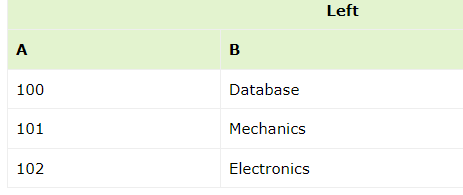 Left
A B
100 Database
101 Mechanics
102 Electronics